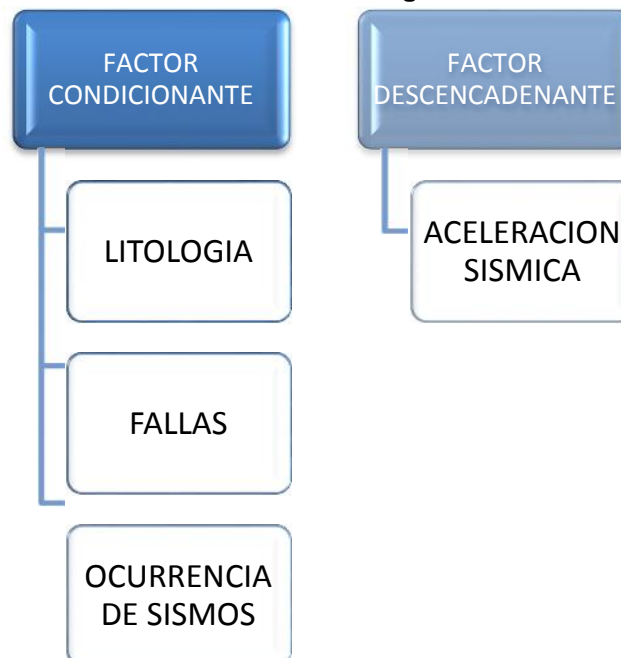 FACTOR
CONDICIONANTE
LITOLOGIA
FALLAS
OCURRENCIA
DE SISMOS
FACTOR
DESCENCADENANTE
ACELERACION
SISMICA